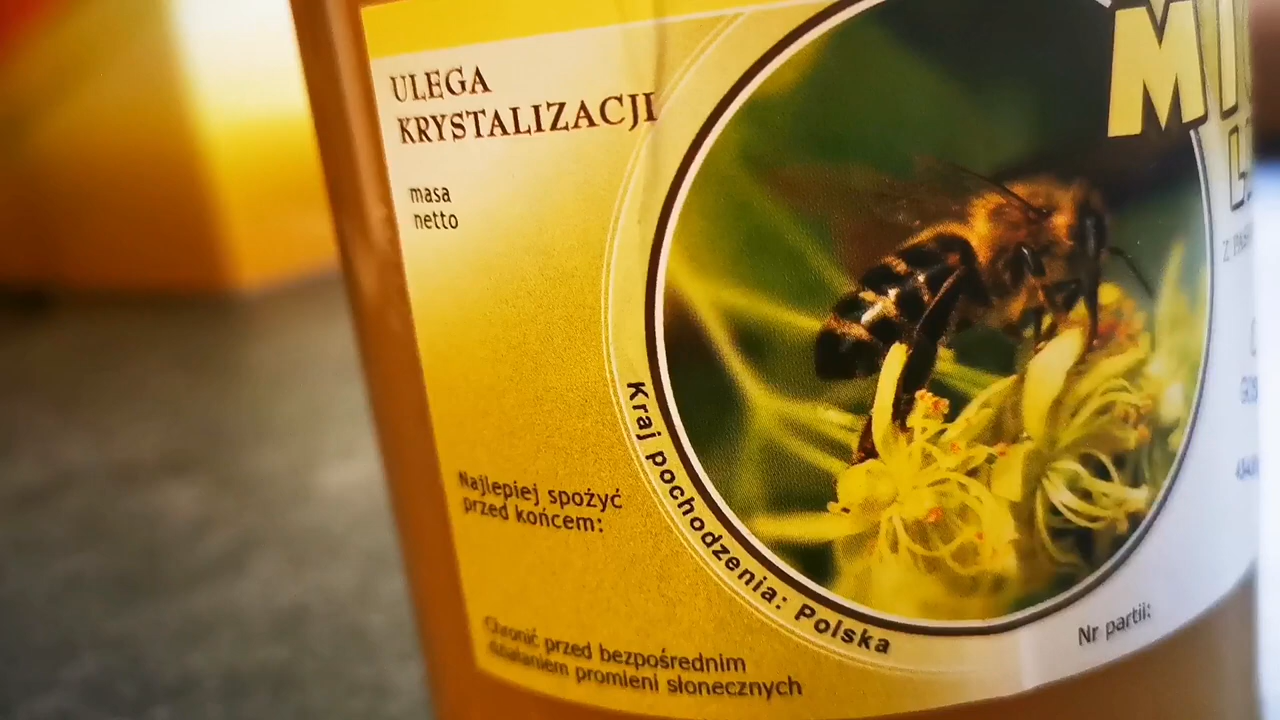 ULEGA
KRYSTALIZACJI
masa
netto
Najlepiej spożyć
przed końcem:
Chronić przed bezpośrednim
działaniem promieni słonecznych
Kraj pochodzenia: Polska
Nr partii: